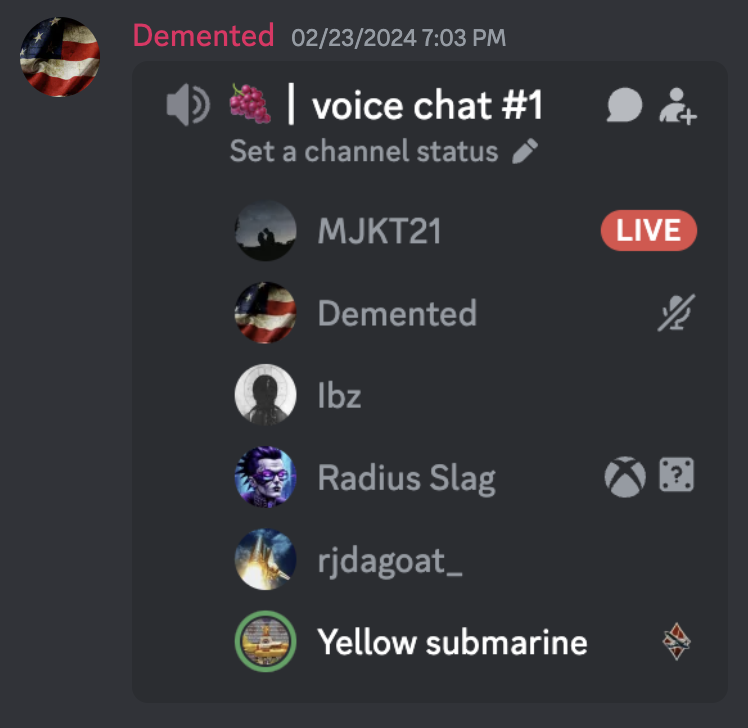 Demented 02/23/2024 7:03 PM
🍇 | voice chat #1
Set a channel status
MJKT21 LIVE
Demented
Ibz
Radius Slag ?
rjdagoat_
Yellow submarine